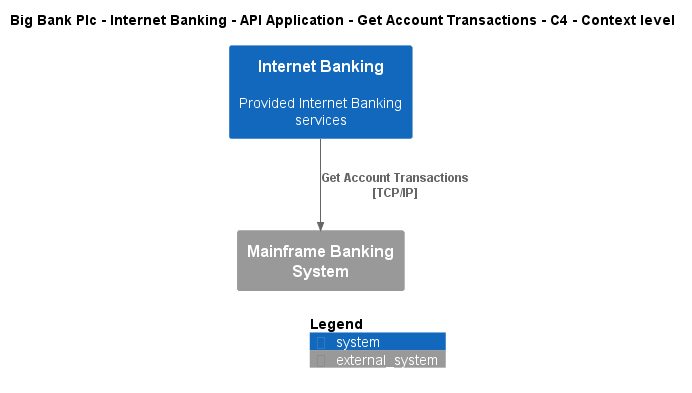 Big Bank Plc - Internet Banking - API Application - Get Account Transactions - C4 - Context level
Internet Banking
Provided Internet Banking
services
Get Account Transactions
[TCP/IP]
Mainframe Banking
System
Legend
system
external_system